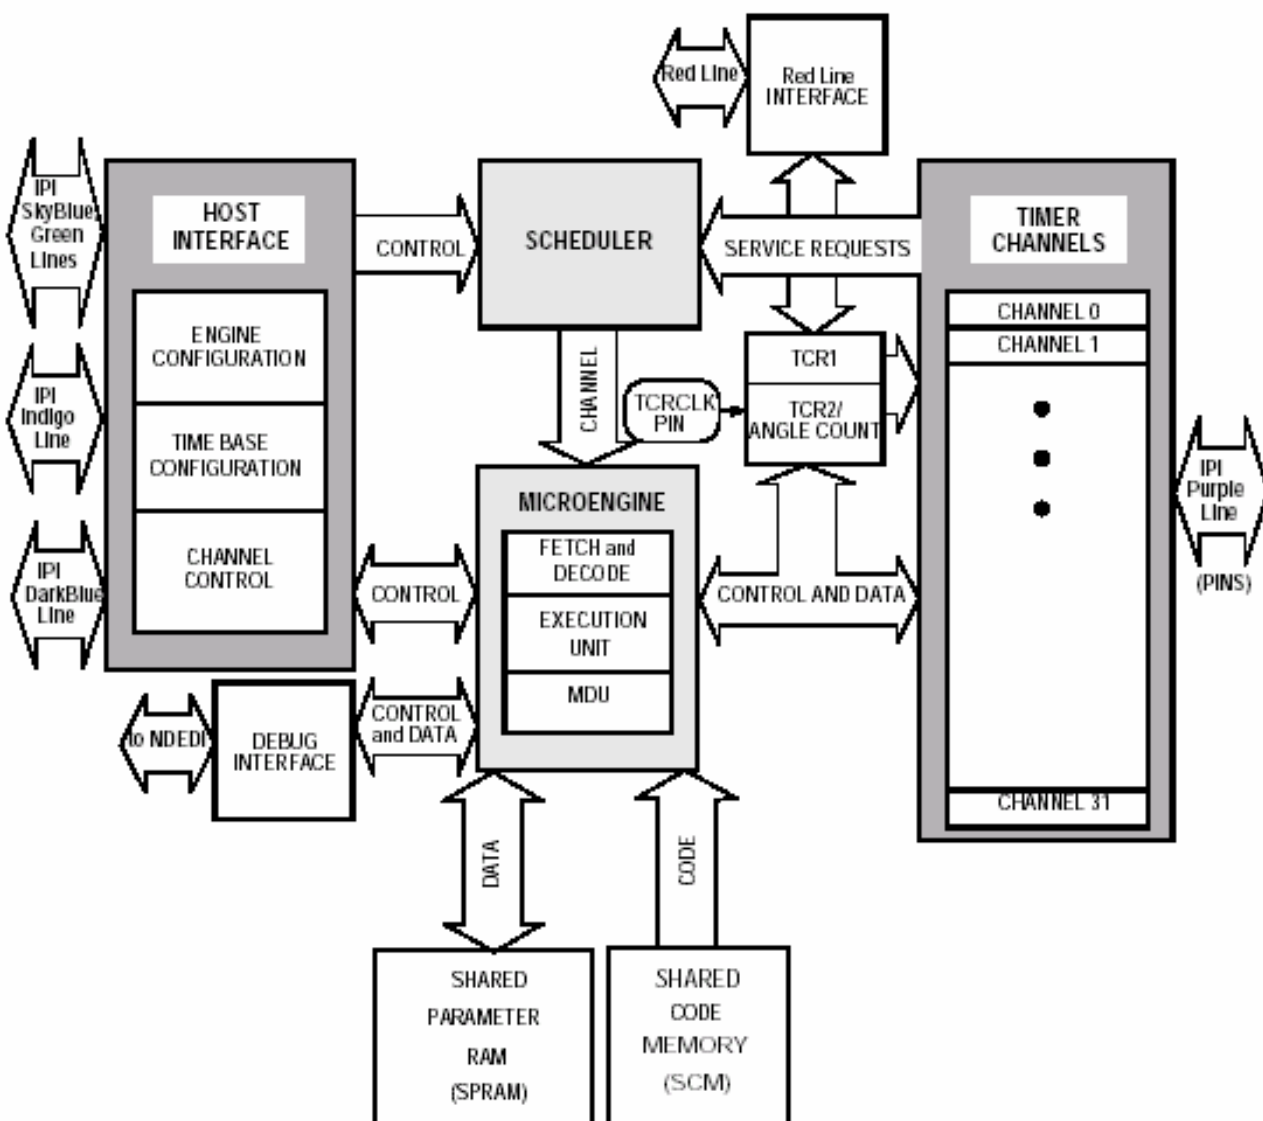 Red Line
Red Line
INTERFACE
IPI
SkyBlue
Green
Lines
HOST
INTERFACE
CONTROL
SCHEDULER
SERVICE REQUESTS
TIMER
CHANNELS
CHANNEL 0
CHANNEL 1
ENGINE
CONFIGURATION
CHANNEL
TCR1
TCRCLK
PIN
TCR2/
ANGLE COUNT
IPI
Indigo
Line
TIME BASE
CONFIGURATION
MICROENGINE
IPI
Purple
Line
(PINS)
FETCH and
DECODE
CHANNEL
CONTROL
IPI
DarkBlue
Line
CONTROL
EXECUTION
UNIT
CONTROL AND DATA
MDU
CONTROL
and DATA
to NDEDI
DEBUG
INTERFACE
CHANNEL 31
DATA
CODE
SHARED
PARAMETER
RAM
(SPRAM)
SHARED
CODE
MEMORY
(SCM)